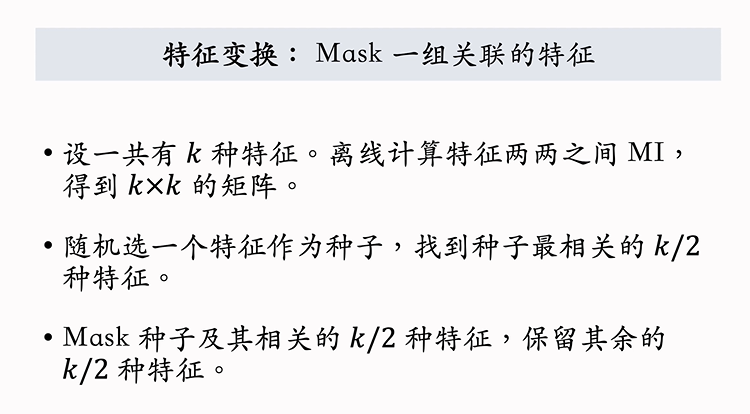 特征变换： Mask 一组关联的特征
• 设一共有 k 种特征。离线计算特征两两之间 MI，
得到 k×k 的矩阵。
• 随机选一个特征作为种子，找到种子最相关的 k/2
种特征。
• Mask 种子及其相关的 k/2 种特征，保留其余的
k/2 种特征。